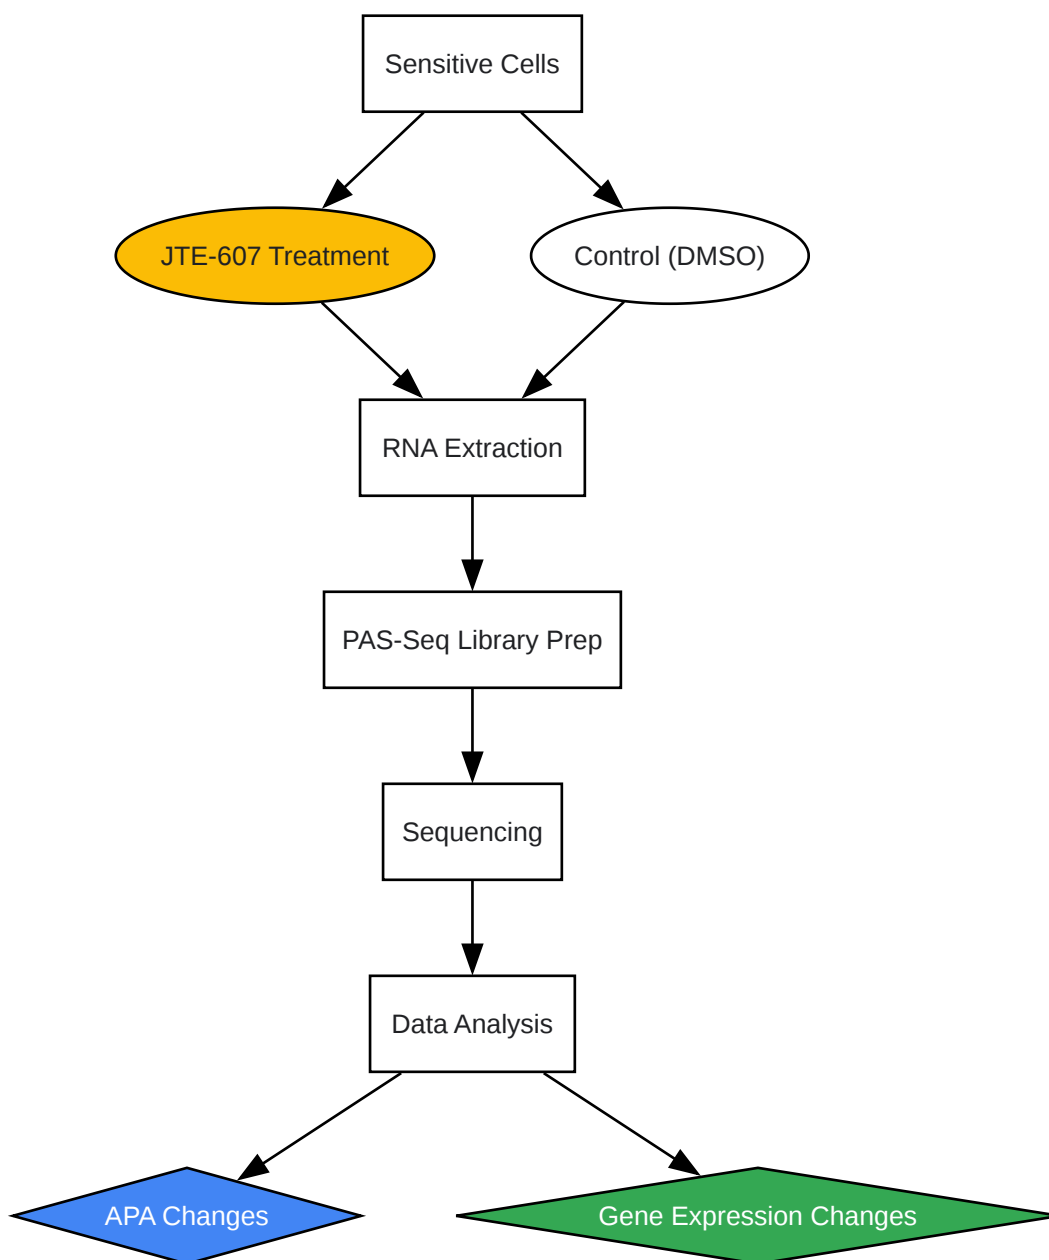 Sensitive Cells
JTE-607 Treatment
Control (DMSO)
RNA Extraction
PAS-Seq Library Prep
Sequencing
Data Analysis
APA Changes
Gene Expression Changes